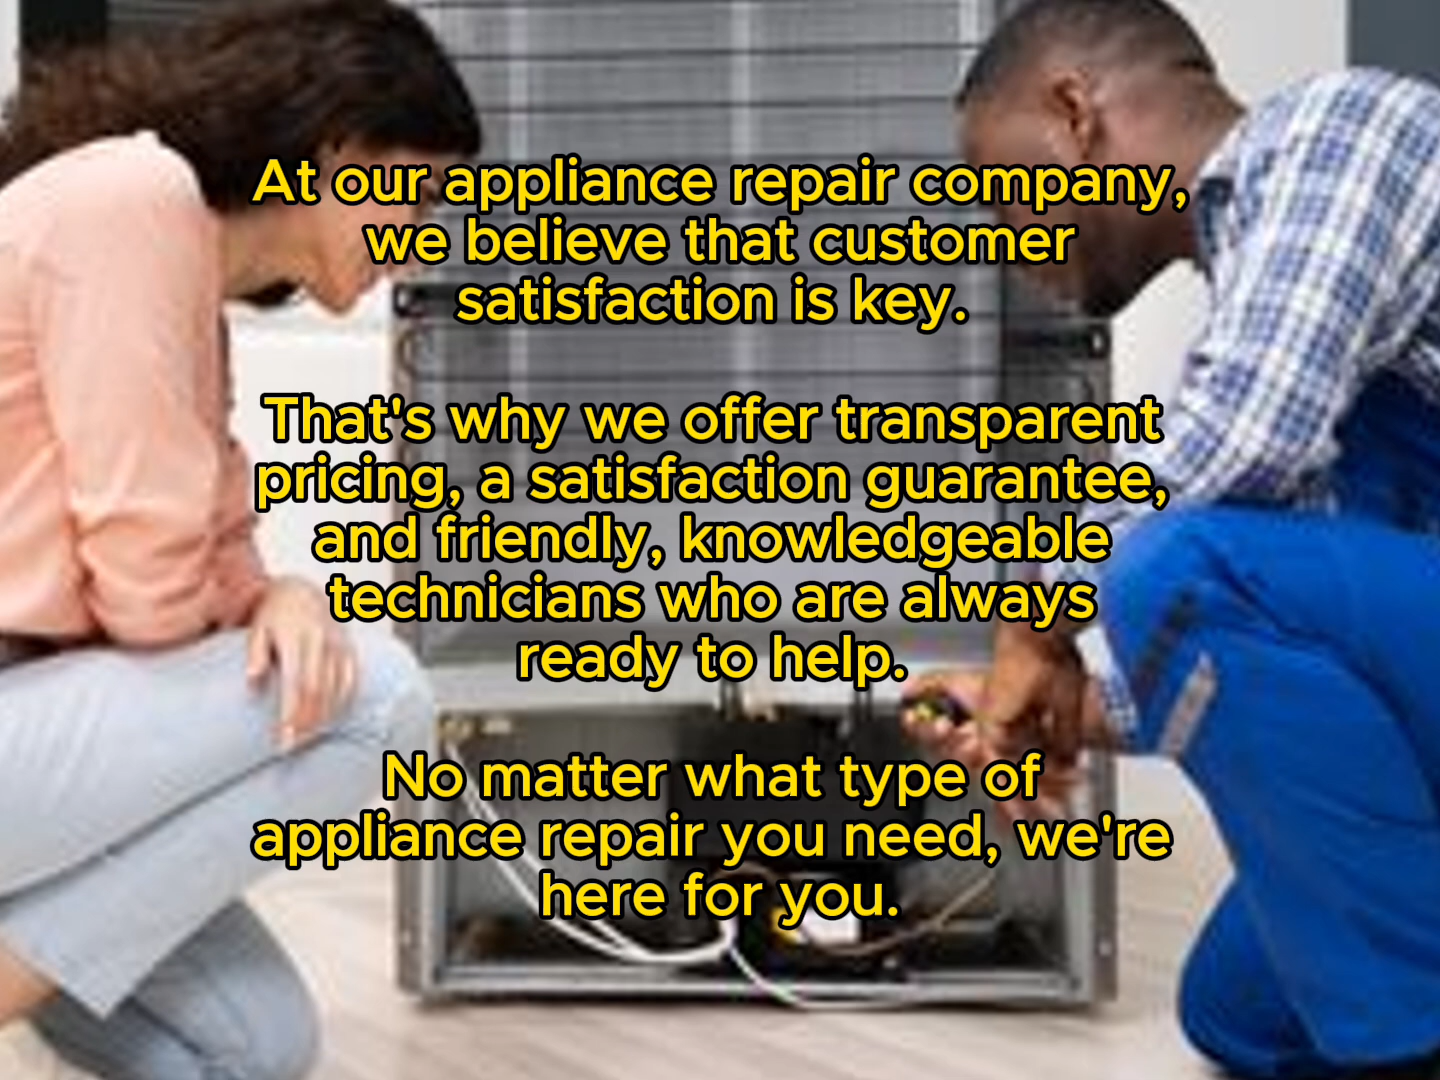 At our appliance repair company,
we believe that customer
satisfaction is key.
That's why we offer transparent
pricing, a satisfaction guarantee,
and friendly, knowledgeable
technicians who are always
ready to help.
No matter what type of
appliance repair you need, we're
here for you.